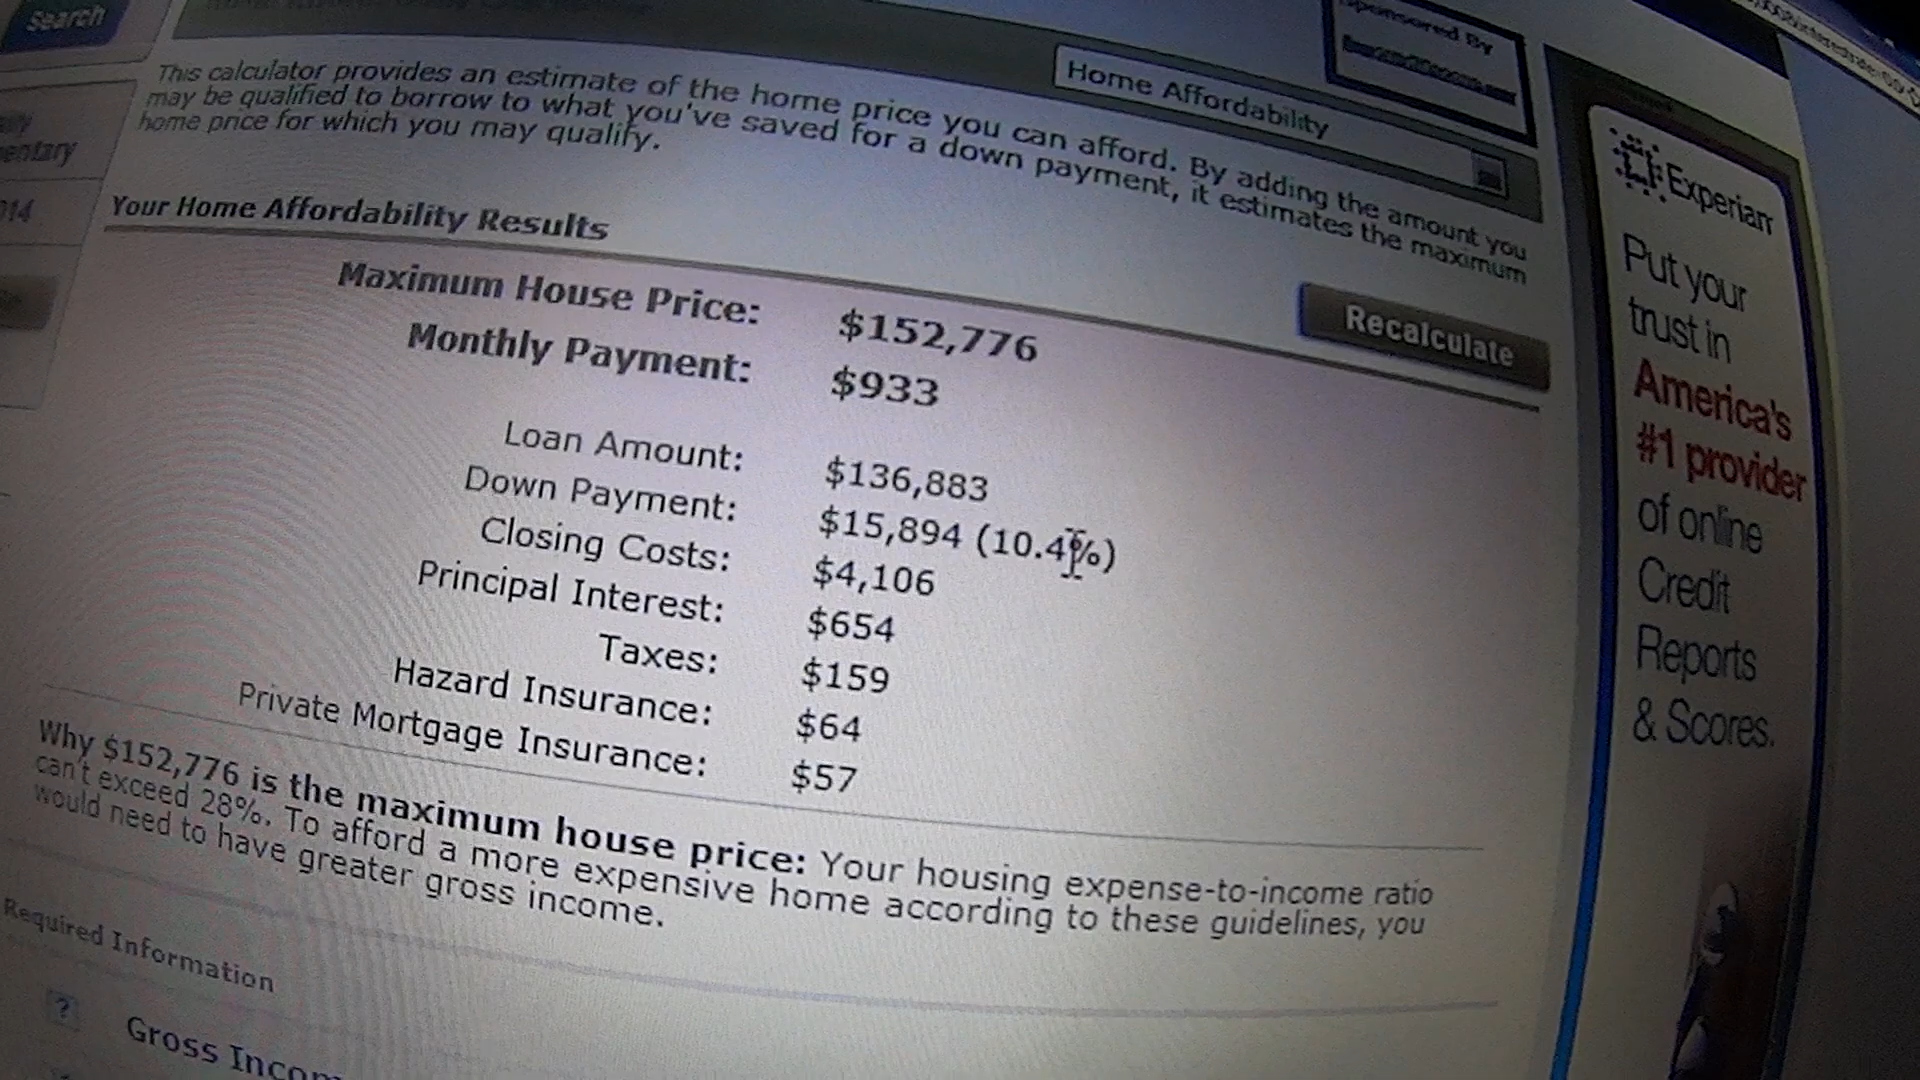 Search
Sponsored By
Home Affordability
This calculator provides an estimate of the home price you can afford. By adding the amount you
may be qualified to borrow to what you've saved for a down payment, it estimates the maximum
home price for which you may qualify.
014
Your Home Affordability Results
Recalculate
Maximum House Price: $152,776
Monthly Payment: $933
Loan Amount: $136,883
Down Payment: $15,894 (10.4%)
Closing Costs: $4,106
Principal Interest: $654
Taxes: $159
Hazard Insurance: $64
Private Mortgage Insurance: $57
Why $152,776 is the maximum house price: Your housing expense-to-income ratio
can't exceed 28%. To afford a more expensive home according to these guidelines, you
would need to have greater gross income.
Required Information
?
Gross Incom
Experian
Put your
trust in
America's
#1 provider
of online
Credit
Reports
& Scores.